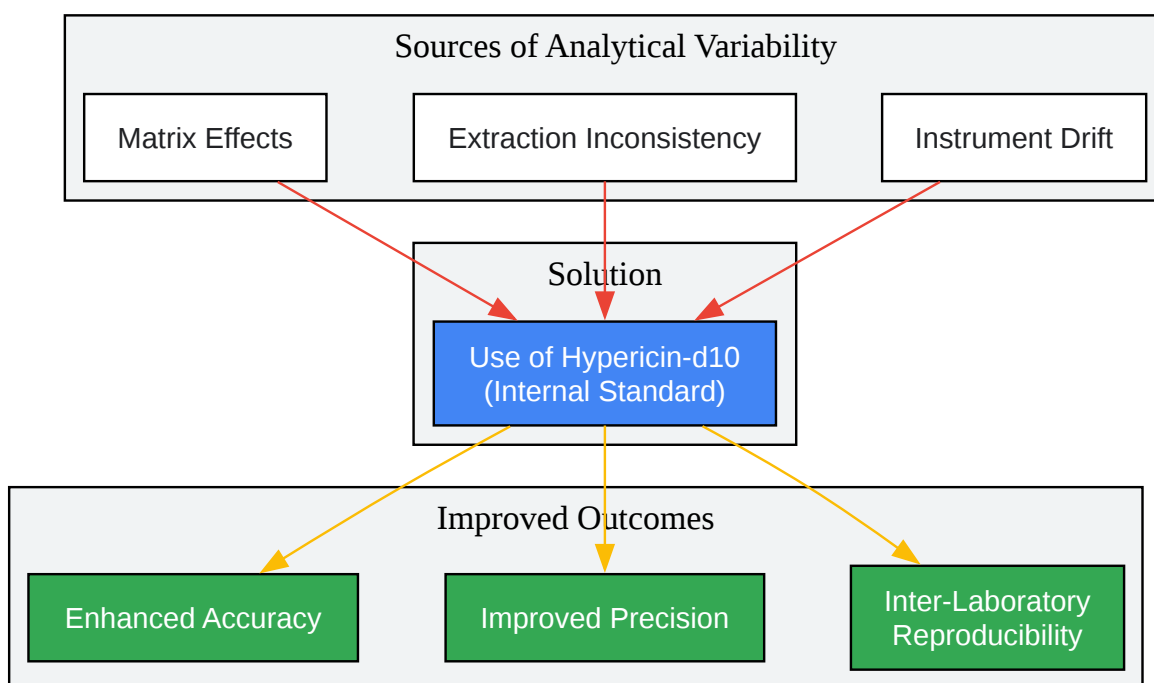 Sources of Analytical Variability
Matrix Effects
Extraction Inconsistency
Instrument Drift
Solution
Use of Hypericin-d10
(Internal Standard)
Improved Outcomes
Enhanced Accuracy
Improved Precision
Inter-Laboratory
Reproducibility